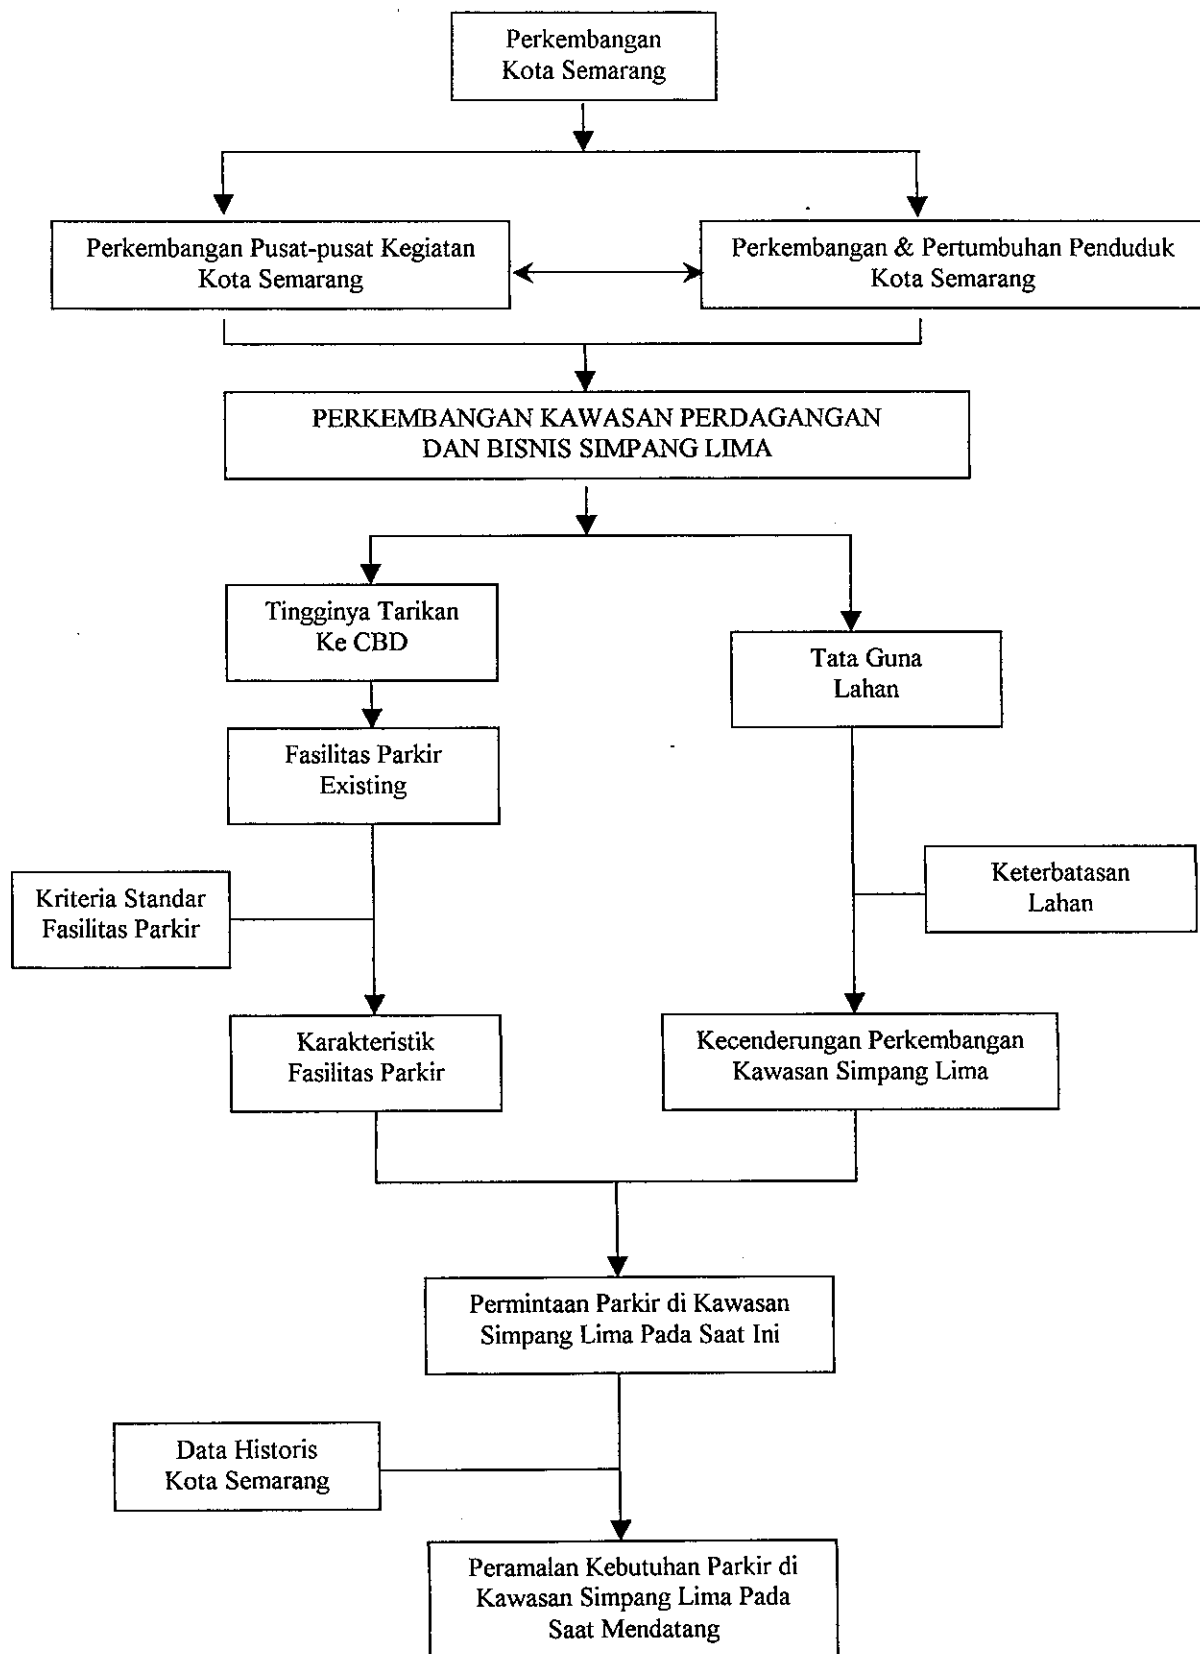 Perkembangan
Kota Semarang
Perkembangan Pusat-pusat Kegiatan
Kota Semarang
Perkembangan & Pertumbuhan Penduduk
Kota Semarang
PERKEMBANGAN KAWASAN PERDAGANGAN
DAN BISNIS SIMPANG LIMA
Tingginya Tarikan
Ke CBD
Tata Guna
Lahan
Fasilitas Parkir
Existing
Kriteria Standar
Fasilitas Parkir
Keterbatasan
Lahan
Karakteristik
Fasilitas Parkir
Kecenderungan Perkembangan
Kawasan Simpang Lima
Permintaan Parkir di Kawasan
Simpang Lima Pada Saat Ini
Data Historis
Kota Semarang
Peramalan Kebutuhan Parkir di
Kawasan Simpang Lima Pada
Saat Mendatang